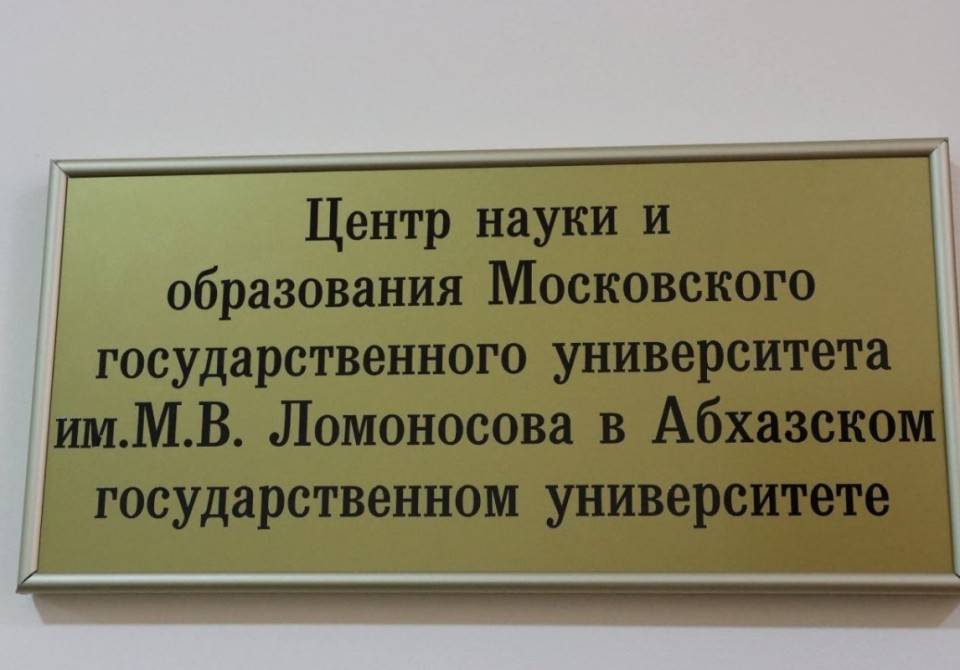 Центр науки и
образования Московского
государственного университета
им.М.В. Ломоносова в Абхазском
государственном университете